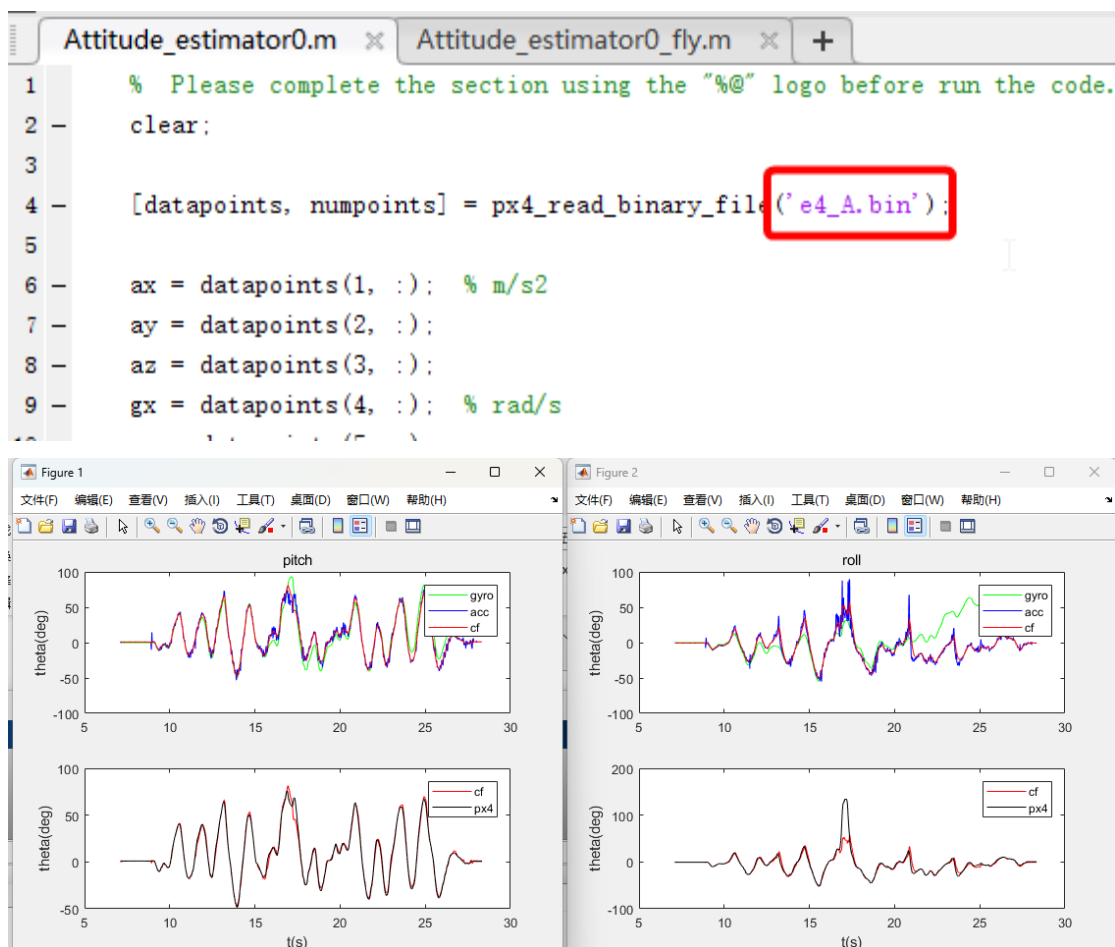 Attitude_estimator0.m × Attitude_estimator0_fly.m × +
1 % Please complete the section using the "%@" logo before run the code.
2 – clear;
3
4 – [datapoints, numpoints] = px4_read_binary_file('e4_A.bin');
5
6 – ax = datapoints(1, :); % m/s2
7 – ay = datapoints(2, :);
8 – az = datapoints(3, :);
9 – gx = datapoints(4, :); % rad/s
Figure 1
文件(F) 编辑(E) 查看(V) 插入(I) 工具(T) 桌面(D) 窗口(W) 帮助(H)
pitch
theta(deg)
100
50
0
-50
-100
5 10 15 20 25 30
gyro
acc
cf
theta(deg)
100
50
0
-50
5 10 15 20 25 30
t(s)
cf
px4
Figure 2
文件(F) 编辑(E) 查看(V) 插入(I) 工具(T) 桌面(D) 窗口(W) 帮助(H)
roll
theta(deg)
100
50
0
-50
-100
5 10 15 20 25 30
gyro
acc
cf
theta(deg)
200
100
0
-100
5 10 15 20 25 30
t(s)
cf
px4